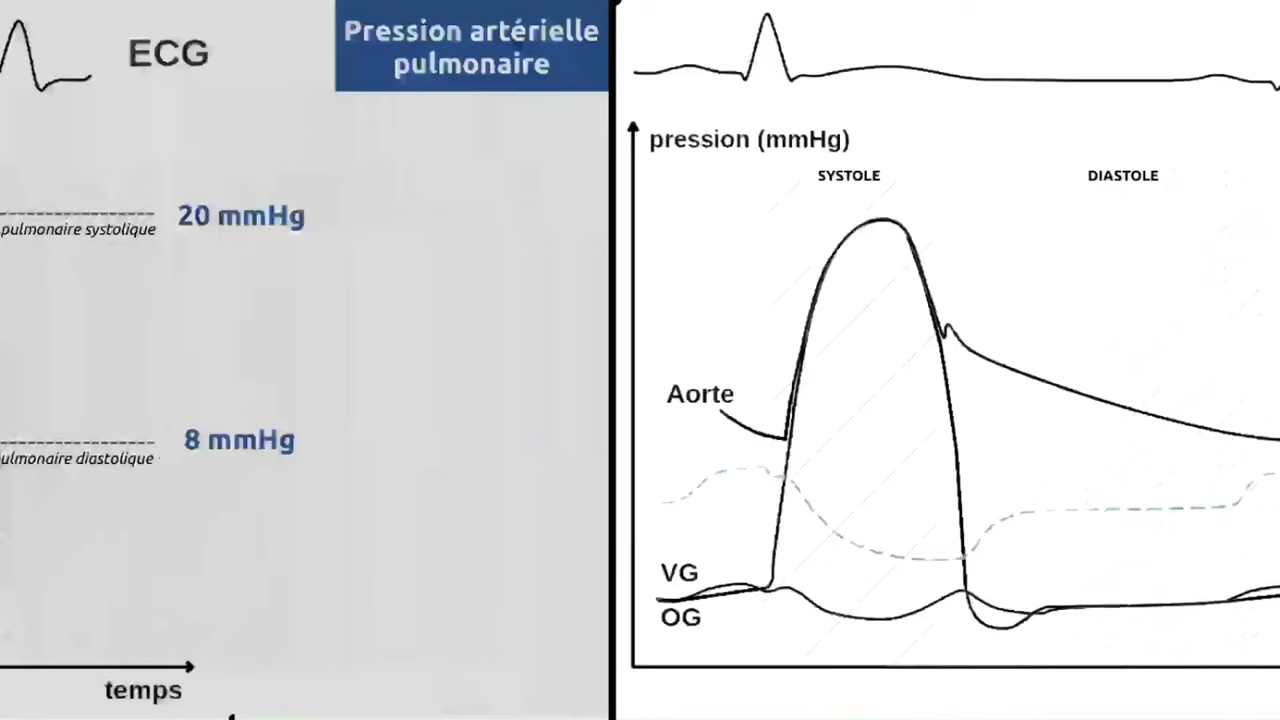 ECG
Pression artérielle
pulmonaire
20 mmHg
pulmonaire systolique
8 mmHg
ulmonaire diastolique
temps
pression (mmHg)
SYSTOLE
DIASTOLE
Aorte
VG
OG